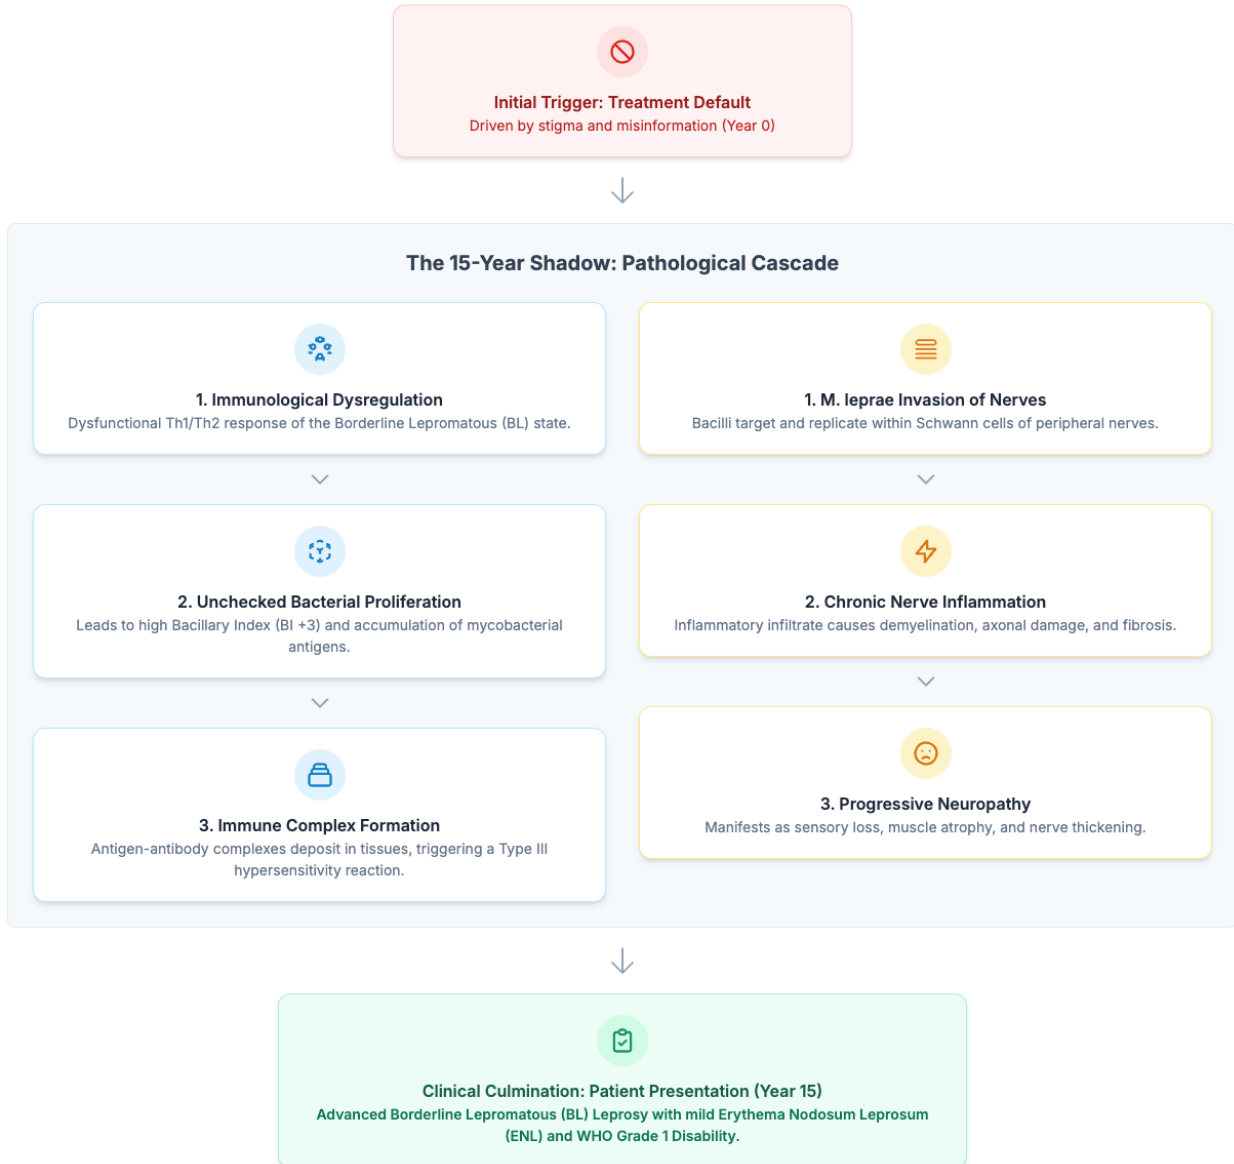 Initial Trigger: Treatment Default
Driven by stigma and misinformation (Year 0)
The 15-Year Shadow: Pathological Cascade
1. Immunological Dysregulation
Dysfunctional Th1/Th2 response of the Borderline Lepromatous (BL) state.
2. Unchecked Bacterial Proliferation
Leads to high Bacillary Index (BI +3) and accumulation of mycobacterial
antigens.
3. Immune Complex Formation
Antigen-antibody complexes deposit in tissues, triggering a Type III
hypersensitivity reaction.
1. M. leprae Invasion of Nerves
Bacilli target and replicate within Schwann cells of peripheral nerves.
2. Chronic Nerve Inflammation
Inflammatory infiltrate causes demyelination, axonal damage, and fibrosis.
3. Progressive Neuropathy
Manifests as sensory loss, muscle atrophy, and nerve thickening.
Clinical Culmination: Patient Presentation (Year 15)
Advanced Borderline Lepromatous (BL) Leprosy with mild Erythema Nodosum Leprosum
(ENL) and WHO Grade 1 Disability.